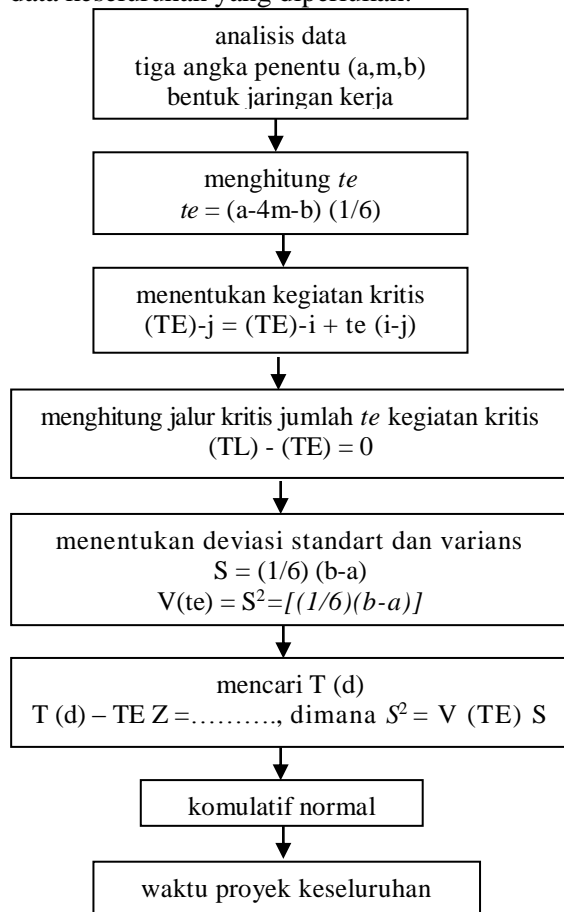 data keseluruhan yang diperlukan.
analisis data
tiga angka penentu (a,m,b)
bentuk jaringan kerja
menghitung te
te = (a-4m-b) (1/6)
menentukan kegiatan kritis
(TE)-j = (TE)-i + te (i-j)
menghitung jalur kritis jumlah te kegiatan kritis
(TL) - (TE) = 0
menentukan deviasi standart dan varians
S = (1/6) (b-a)
V(te) = S²=[(1/6)(b-a)]
mencari T (d)
T (d) – TE Z =………., dimana S² = V (TE) S
komulatif normal
waktu proyek keseluruhan